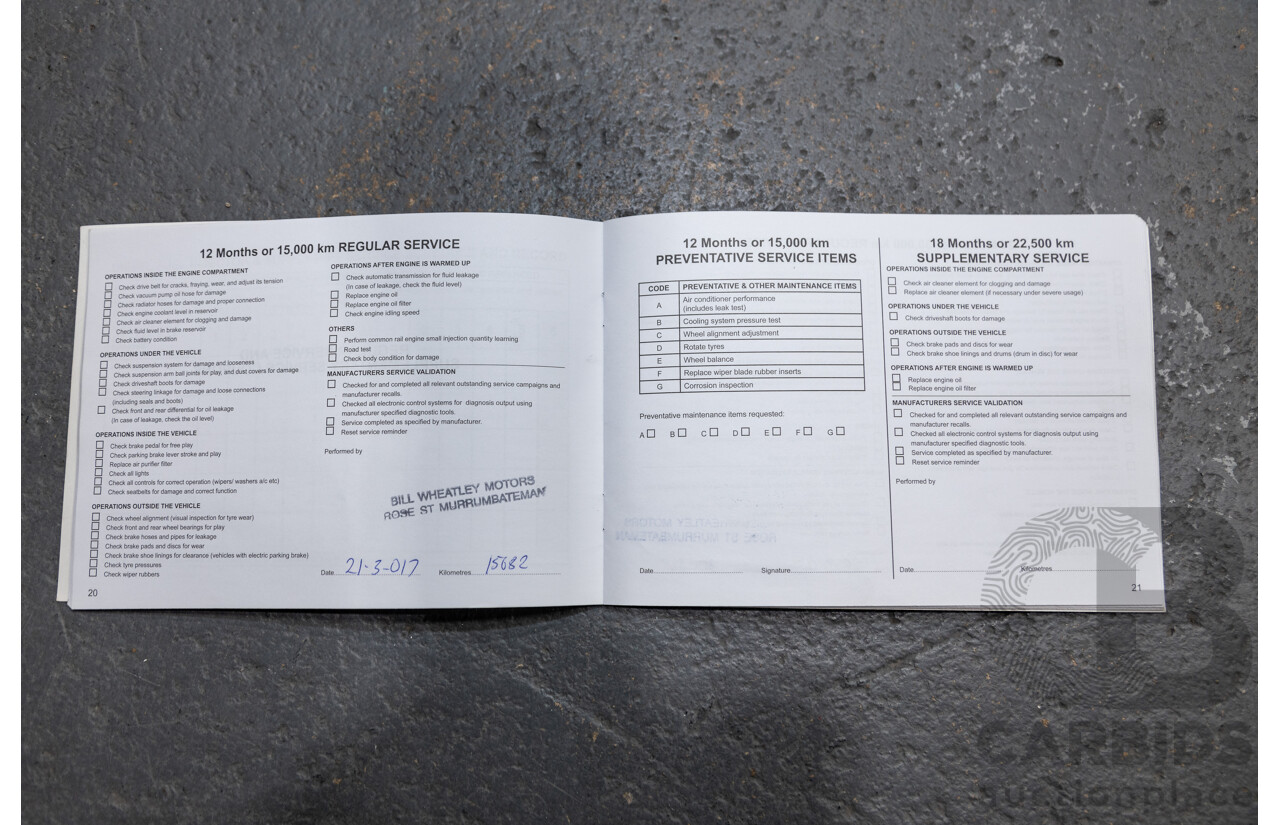 12 Months or 15,000 km REGULAR SERVICE
OPERATIONS INSIDE THE ENGINE COMPARTMENT
Check drive belt for cracks, fraying, wear, and adjust its tension
Check vacuum pump oil hose for damage
Check radiator hoses for damage and proper connection
Check engine coolant level in reservoir
Check air cleaner element for clogging and damage
Check fluid level in brake reservoir
Check battery condition
OPERATIONS UNDER THE VEHICLE
Check suspension system for damage and looseness
Check suspension arm ball joints for play, and dust covers for damage
Check driveshaft boots for damage
Check steering linkage for damage and loose connections
(including seals and boots)
Check front and rear differential for oil leakage
(In case of leakage, check the oil level)
OPERATIONS INSIDE THE VEHICLE
Check brake pedal for free play
Check parking brake lever stroke and play
Replace air purifier filter
Check all lights
Check all controls for correct operation (wipers/ washers a/c etc)
Check seatbelts for damage and correct function
OPERATIONS OUTSIDE THE VEHICLE
Check wheel alignment (visual inspection for tyre wear)
Check front and rear wheel bearings for play
Check brake hoses and pipes for leakage
Check brake pads and discs for wear
Check brake shoe linings for clearance (vehicles with electric parking brake)
Check tyre pressures
Check wiper rubbers
20
OPERATIONS AFTER ENGINE IS WARMED UP
Check automatic transmission for fluid leakage
(In case of leakage, check the fluid level)
Replace engine oil
Replace engine oil filter
Check engine idling speed
OTHERS
Perform common rail engine small injection quantity learning
Road test
Check body condition for damage
MANUFACTURERS SERVICE VALIDATION
Checked for and completed all relevant outstanding service campaigns and
manufacturer recalls.
Checked all electronic control systems for diagnosis output using
manufacturer specified diagnostic tools.
Service completed as specified by manufacturer.
Reset service reminder
Performed by
BILL WHEATLEY MOTORS
ROSE ST MURRUMBATEMAN
Date 21-3-017 Kilometres 15682
12 Months or 15,000 km
PREVENTATIVE SERVICE ITEMS
CODE PREVENTATIVE & OTHER MAINTENANCE ITEMS
A Air conditioner performance
(includes leak test)
B Cooling system pressure test
C Wheel alignment adjustment
D Rotate tyres
E Wheel balance
F Replace wiper blade rubber inserts
G Corrosion inspection
Preventative maintenance items requested:
A B C D E F G
Date Signature
18 Months or 22,500 km
SUPPLEMENTARY SERVICE
OPERATIONS INSIDE THE ENGINE COMPARTMENT
Check air cleaner element for clogging and damage
Replace air cleaner element (if necessary under severe usage)
OPERATIONS UNDER THE VEHICLE
Check driveshaft boots for damage
OPERATIONS OUTSIDE THE VEHICLE
Check brake pads and discs for wear
Check brake shoe linings and drums (drum in disc) for wear
OPERATIONS AFTER ENGINE IS WARMED UP
Replace engine oil
Replace engine oil filter
MANUFACTURERS SERVICE VALIDATION
Checked for and completed all relevant outstanding service campaigns and
manufacturer recalls.
Checked all electronic control systems for diagnosis output using
manufacturer specified diagnostic tools.
Service completed as specified by manufacturer.
Reset service reminder
Performed by
Date Kilometres
21
CARBIDS
auctionplace